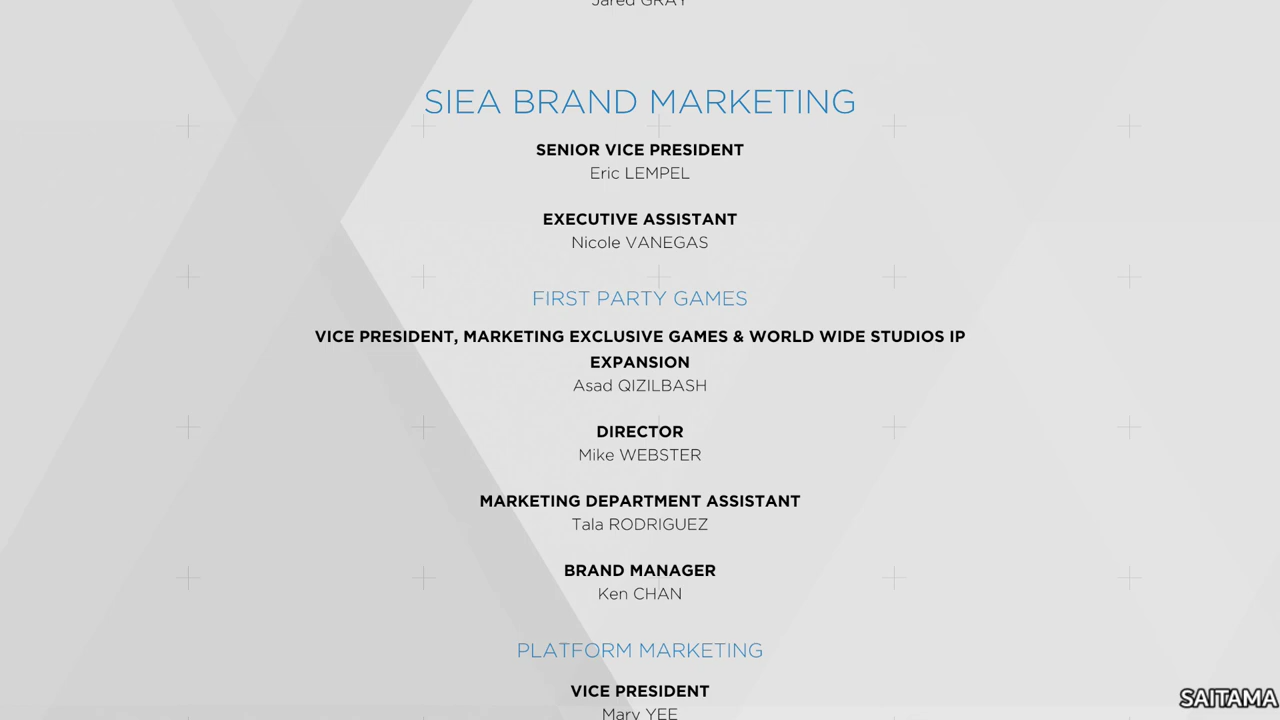 Jared GRAY
SIEA BRAND MARKETING
SENIOR VICE PRESIDENT
Eric LEMPEL
EXECUTIVE ASSISTANT
Nicole VANEGAS
FIRST PARTY GAMES
VICE PRESIDENT, MARKETING EXCLUSIVE GAMES & WORLD WIDE STUDIOS IP
EXPANSION
Asad QIZILBASH
DIRECTOR
Mike WEBSTER
MARKETING DEPARTMENT ASSISTANT
Tala RODRIGUEZ
BRAND MANAGER
Ken CHAN
PLATFORM MARKETING
VICE PRESIDENT
Mary YEE
SAITAMA